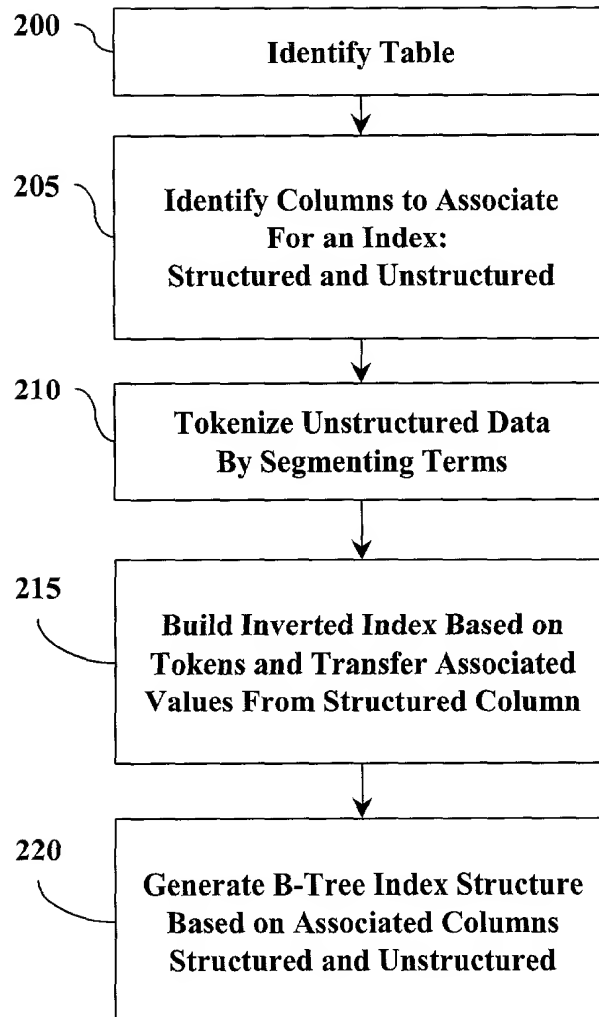 200
Identify Table
205
Identify Columns to Associate
For an Index:
Structured and Unstructured
210
Tokenize Unstructured Data
By Segmenting Terms
215
Build Inverted Index Based on
Tokens and Transfer Associated
Values From Structured Column
220
Generate B-Tree Index Structure
Based on Associated Columns
Structured and Unstructured